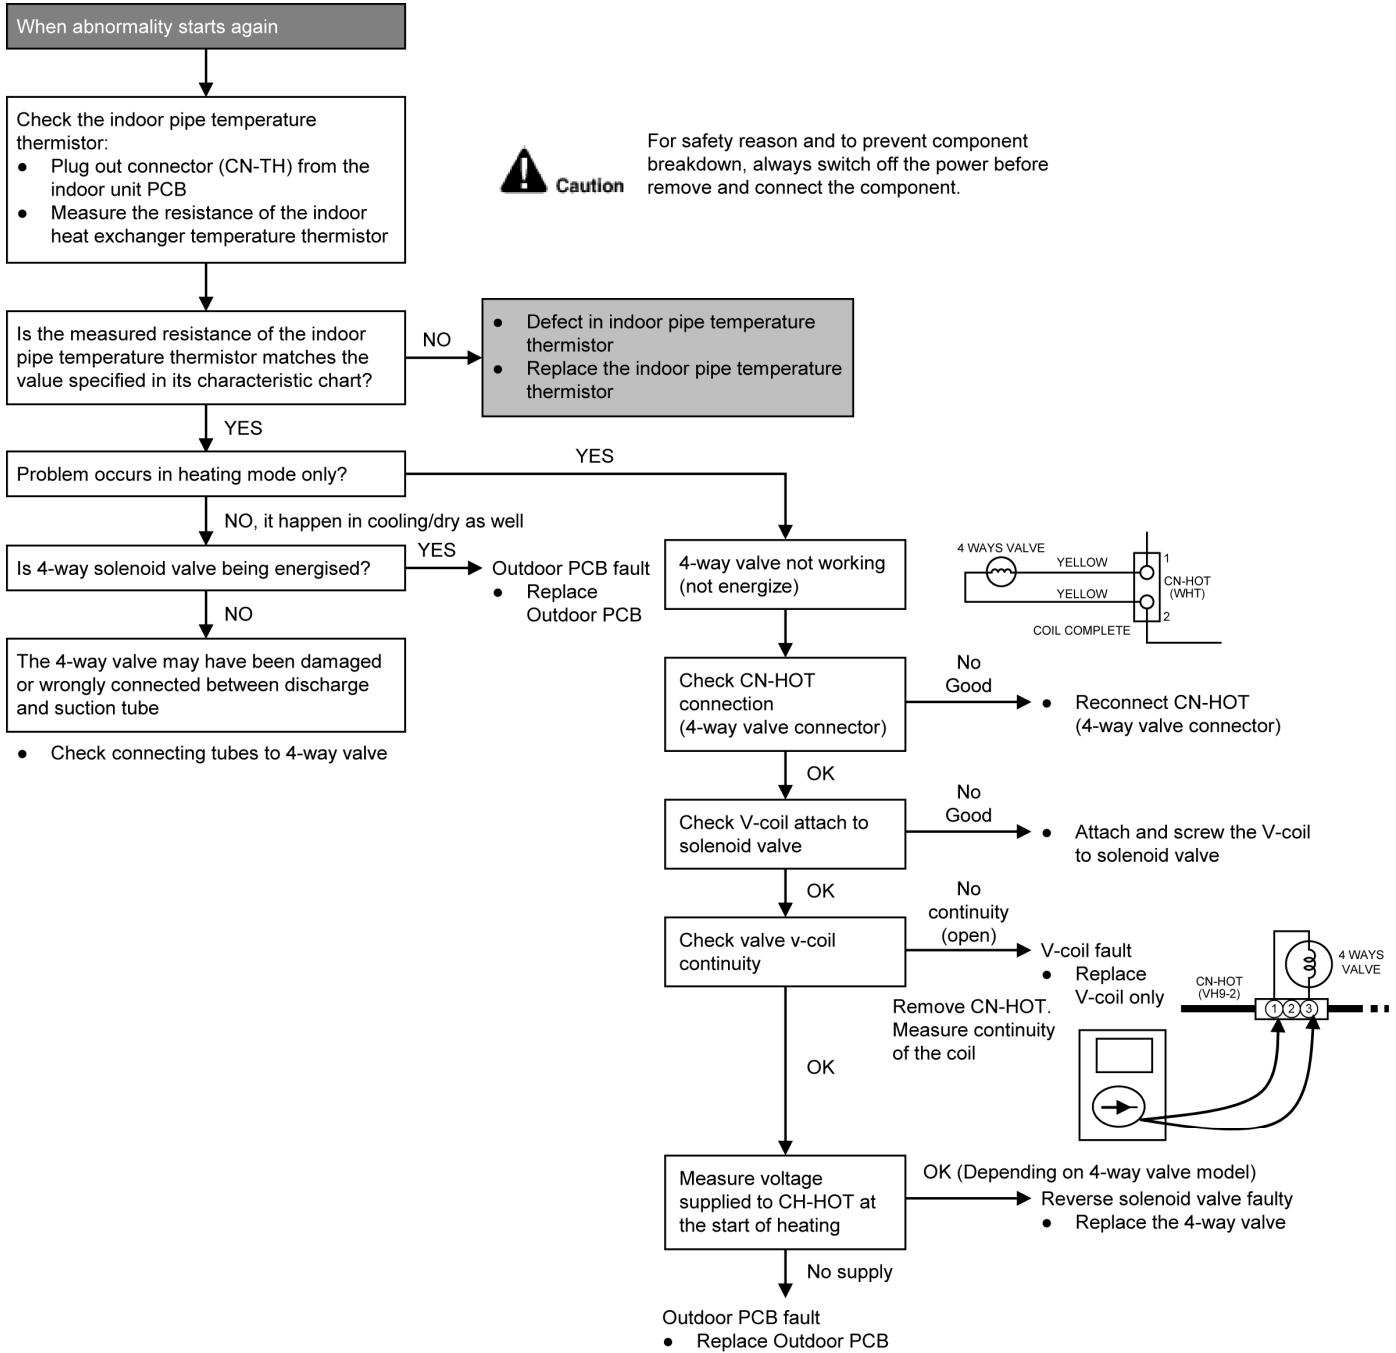 When abnormality starts again
Check the indoor pipe temperature
thermistor:
● Plug out connector (CN-TH) from the
indoor unit PCB
● Measure the resistance of the indoor
heat exchanger temperature thermistor
Caution
For safety reason and to prevent component
breakdown, always switch off the power before
remove and connect the component.
Is the measured resistance of the indoor
pipe temperature thermistor matches the
value specified in its characteristic chart?
NO
● Defect in indoor pipe temperature
thermistor
● Replace the indoor pipe temperature
thermistor
YES
Problem occurs in heating mode only?
YES
NO, it happen in cooling/dry as well
Is 4-way solenoid valve being energised?
YES
Outdoor PCB fault
● Replace
Outdoor PCB
NO
The 4-way valve may have been damaged
or wrongly connected between discharge
and suction tube
● Check connecting tubes to 4-way valve
4-way valve not working
(not energize)
4 WAYS VALVE
YELLOW
YELLOW
1
CN-HOT
(WHT)
2
COIL COMPLETE
Check CN-HOT
connection
(4-way valve connector)
No
Good
● Reconnect CN-HOT
(4-way valve connector)
OK
Check V-coil attach to
solenoid valve
No
Good
● Attach and screw the V-coil
to solenoid valve
OK
Check valve v-coil
continuity
No
continuity
(open)
V-coil fault
● Replace
V-coil only
Remove CN-HOT.
Measure continuity
of the coil
4 WAYS
VALVE
CN-HOT
(VH9-2)
1 2 3
OK
Measure voltage
supplied to CH-HOT at
the start of heating
OK (Depending on 4-way valve model)
Reverse solenoid valve faulty
● Replace the 4-way valve
No supply
Outdoor PCB fault
● Replace Outdoor PCB